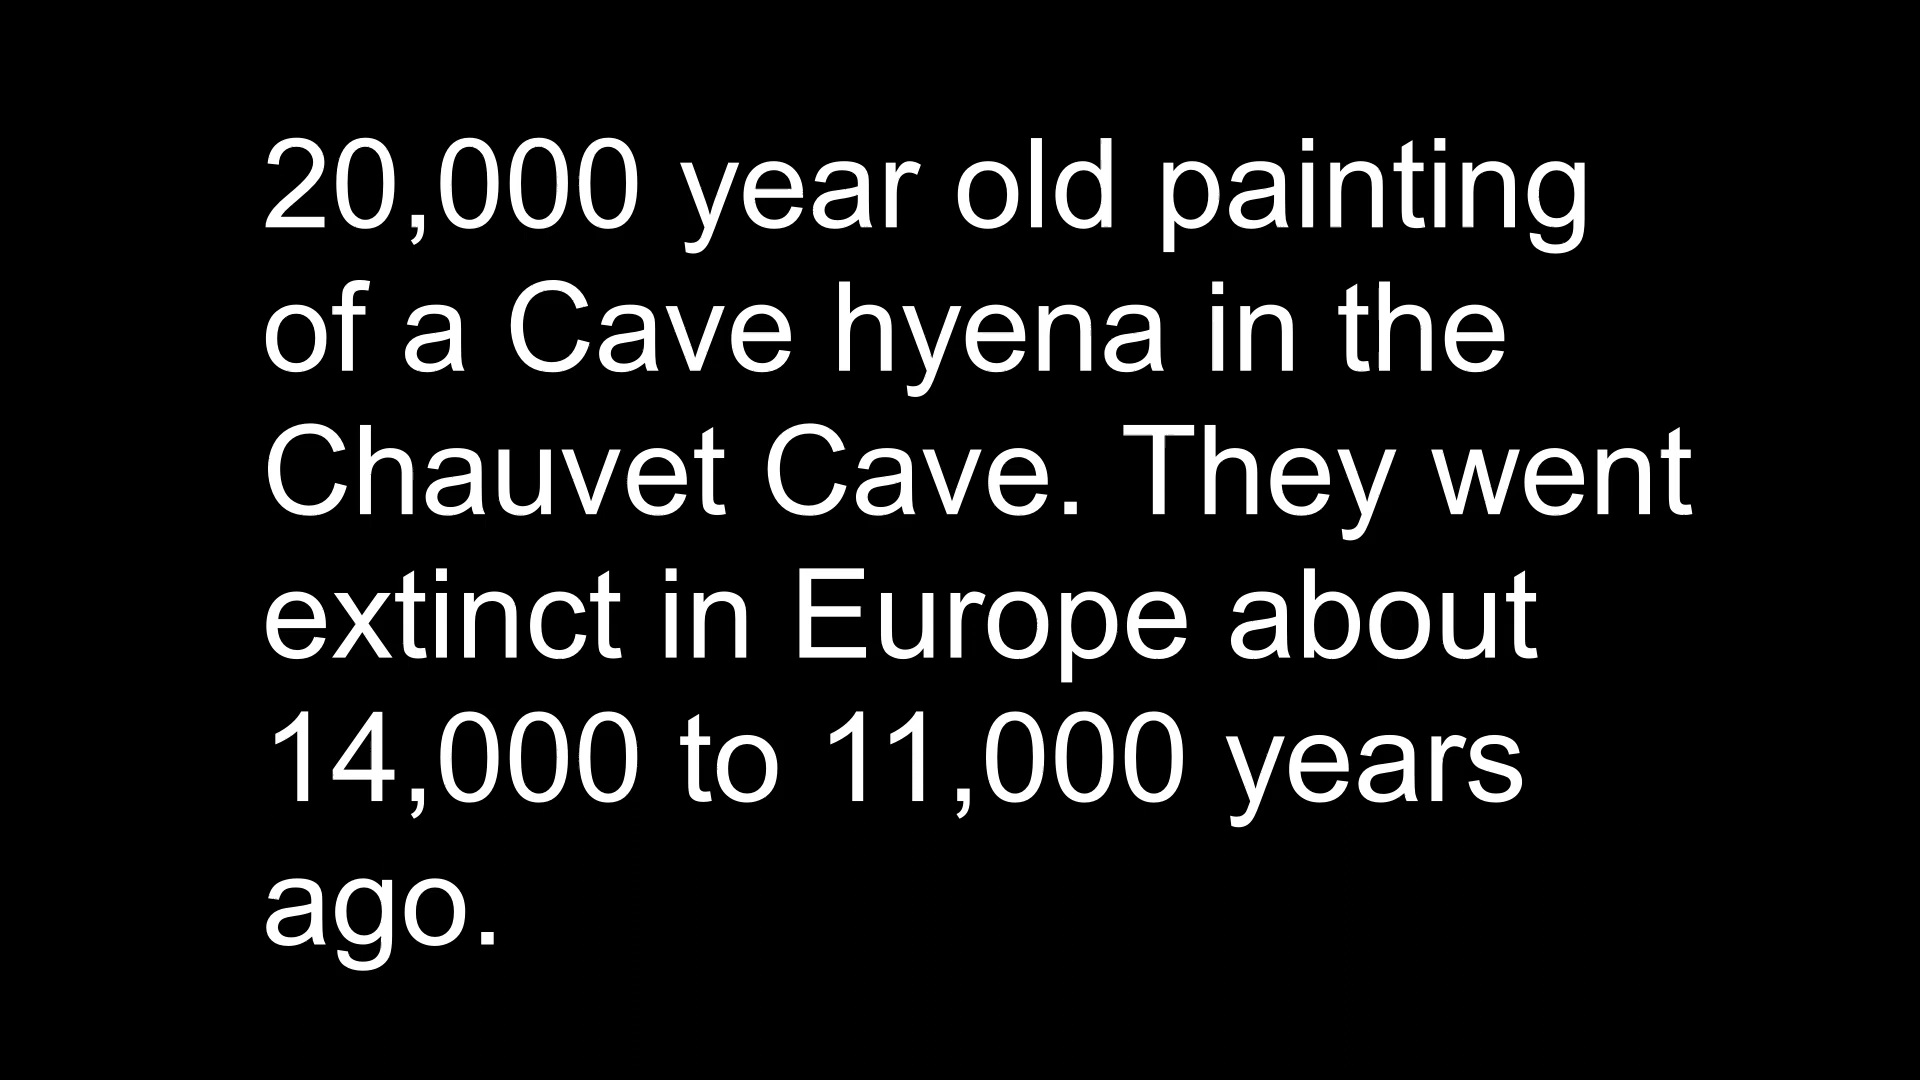 20,000 year old painting
of a Cave hyena in the
Chauvet Cave. They went
extinct in Europe about
14,000 to 11,000 years
ago.